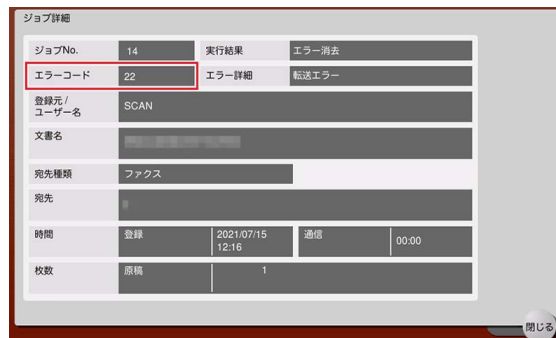 ジョブ詳細
ジョブNo. 14 実行結果 エラー消去
エラーコード 22 エラー詳細 転送エラー
登録元 /
ユーザー名 SCAN
文書名
宛先種類 ファクス
宛先
時間 登録 2021/07/15
12:16 通信 00:00
枚数 原稿 1
閉じる